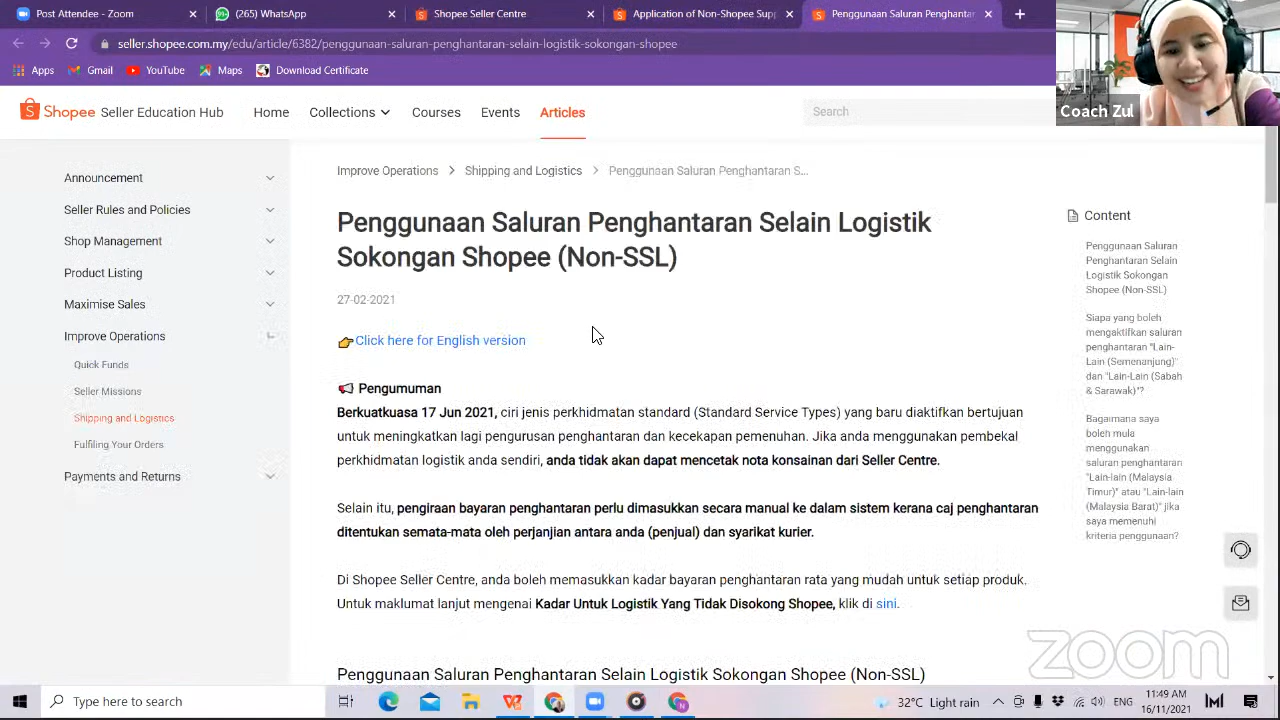 Zoom
(265) WhatsApp
Shopee Seller Centre
Application of Non-Shopee Sup
Penggunaan Saluran Penghantar
seller.shopee.com.my/edu/article/6382/penggunaan-saluran-penghantaran-selain-logistik-sokongan-shopee
Apps
Gmail
YouTube
Maps
Download Certificate
Coach Zul
Shopee Seller Education Hub
Home
Collections
Courses
Events
Articles
Search
Announcement
Seller Rules and Policies
Shop Management
Product Listing
Maximise Sales
Improve Operations
Quick Funds
Seller Missions
Shipping and Logistics
Fulfiling Your Orders
Payments and Returns
Improve Operations > Shipping and Logistics > Penggunaan Saluran Penghantaran S...
Penggunaan Saluran Penghantaran Selain Logistik
Sokongan Shopee (Non-SSL)
27-02-2021
Click here for English version
Pengumuman
Berkuatkuasa 17 Jun 2021, ciri jenis perkhidmatan standard (Standard Service Types) yang baru diaktifkan bertujuan
untuk meningkatkan lagi pengurusan penghantaran dan kecekapan pemenuhan. Jika anda menggunakan pembekal
perkhidmatan logistik anda sendiri, anda tidak akan dapat mencetak nota konsainan dari Seller Centre.
Selain itu, pengiraan bayaran penghantaran perlu dimasukkan secara manual ke dalam sistem kerana caj penghantaran
ditentukan semata-mata oleh perjanjian antara anda (penjual) dan syarikat kurier.
Di Shopee Seller Centre, anda boleh memasukkan kadar bayaran penghantaran rata yang mudah untuk setiap produk.
Untuk maklumat lanjut mengenai Kadar Untuk Logistik Yang Tidak Disokong Shopee, klik di sini.
Penggunaan Saluran Penghantaran Selain Logistik Sokongan Shopee (Non-SSL)
Content
Penggunaan Saluran
Penghantaran Selain
Logistik Sokongan
Shopee (Non-SSL)
Siapa yang boleh
mengaktifkan saluran
penghantaran "Lain-
Lain (Semenanjung)"
dan "Lain-Lain (Sabah
& Sarawak)"?
Bagaimana saya
boleh mula
menggunakan
saluran penghantaran
"Lain-lain (Malaysia
Timur)" atau "Lain-lain
(Malaysia Barat)" jika
saya memenuhi
kriteria penggunaan?
zoom
Type here to search
32°C Light rain
ENG
11:49 AM
16/11/2021